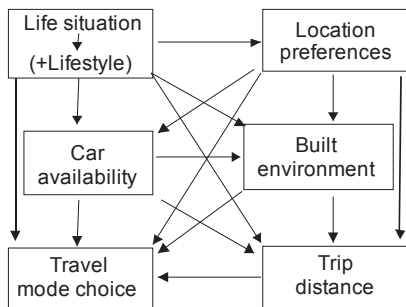 Life situation
(+Lifestyle)
Location
preferences
Car
availability
Built
environment
Travel
mode choice
Trip
distance